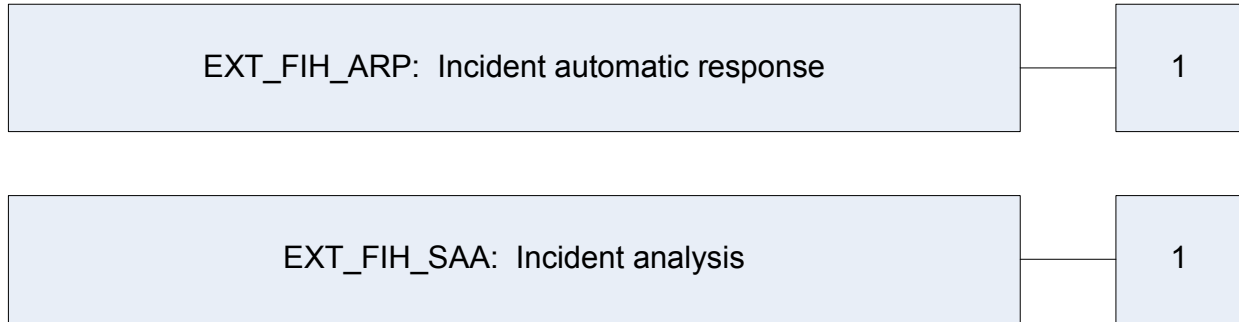 EXT_FIH_ARP: Incident automatic response
1
EXT_FIH_SAA: Incident analysis
1